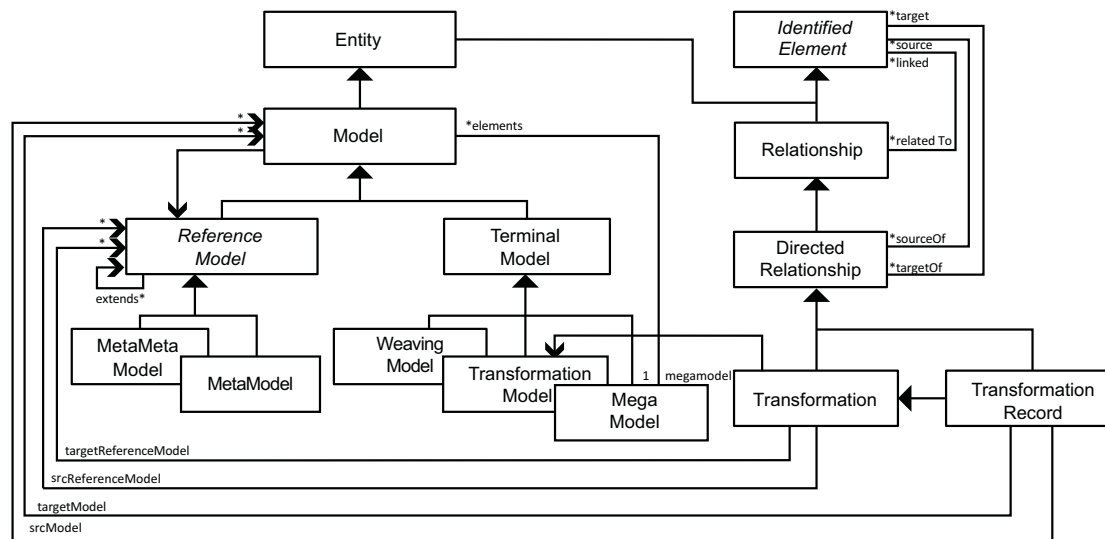 *target
Entity
Identified
Element
*source
*linked
*
*
Model
*elements
Relationship
*related To
*
*
Reference
Model
Terminal
Model
Directed
Relationship
*sourceOf
*targetOf
extends*
MetaMeta
Model
MetaModel
Weaving
Model
Transformation
Model
1
megamodel
Mega
Model
Transformation
Transformation
Record
targetReferenceModel
srcReferenceModel
targetModel
srcModel